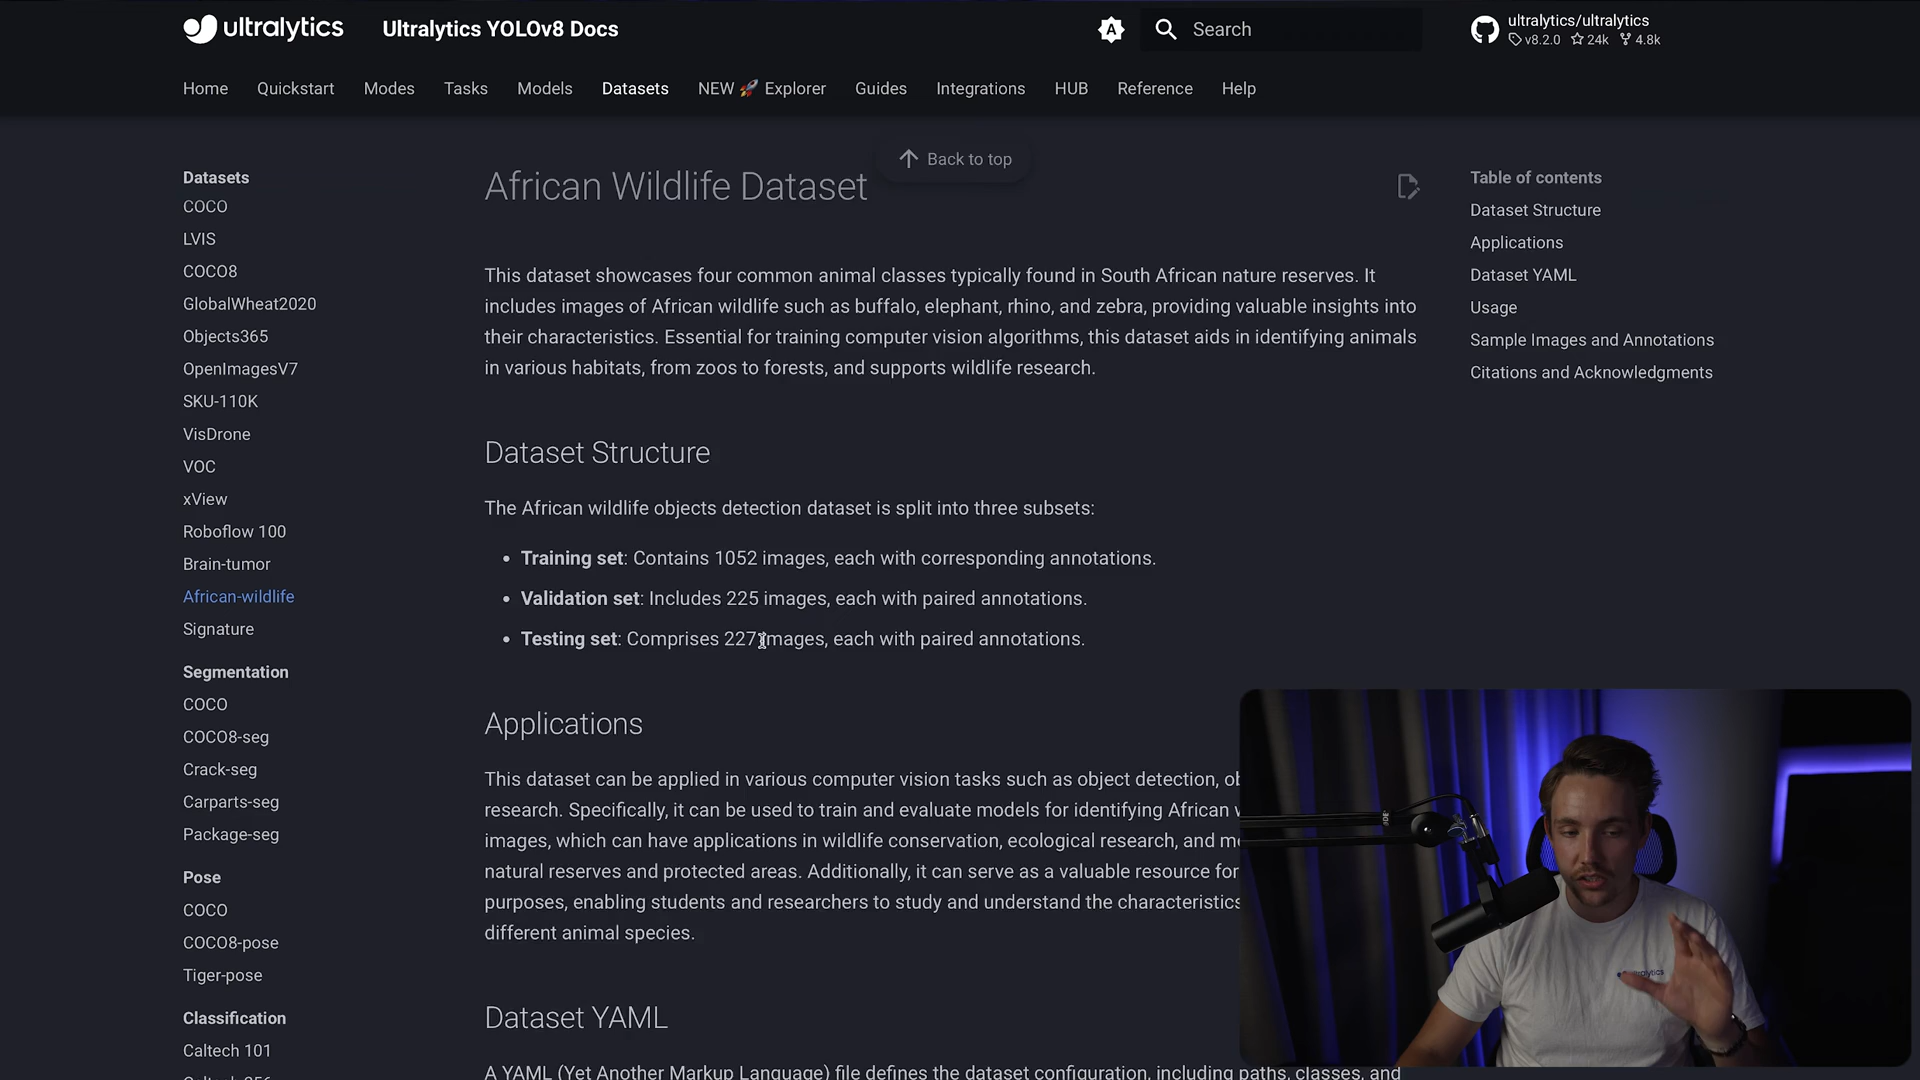 ultralytics
Ultralytics YOLOv8 Docs
A
Search
ultralytics/ultralytics
v8.2.0 24k 4.8k
Home Quickstart Modes Tasks Models Datasets NEW 🚀 Explorer Guides Integrations HUB Reference Help
Datasets
COCO
LVIS
COCO8
GlobalWheat2020
Objects365
OpenImagesV7
SKU-110K
VisDrone
VOC
xView
Roboflow 100
Brain-tumor
African-wildlife
Signature
Segmentation
COCO
COCO8-seg
Crack-seg
Carparts-seg
Package-seg
Pose
COCO
COCO8-pose
Tiger-pose
Classification
Caltech 101
Back to top
African Wildlife Dataset
This dataset showcases four common animal classes typically found in South African nature reserves. It
includes images of African wildlife such as buffalo, elephant, rhino, and zebra, providing valuable insights into
their characteristics. Essential for training computer vision algorithms, this dataset aids in identifying animals
in various habitats, from zoos to forests, and supports wildlife research.
Dataset Structure
The African wildlife objects detection dataset is split into three subsets:
• Training set: Contains 1052 images, each with corresponding annotations.
• Validation set: Includes 225 images, each with paired annotations.
• Testing set: Comprises 227 images, each with paired annotations.
Applications
This dataset can be applied in various computer vision tasks such as object detection,
research. Specifically, it can be used to train and evaluate models for identifying African
images, which can have applications in wildlife conservation, ecological research, and
natural reserves and protected areas. Additionally, it can serve as a valuable resource for
purposes, enabling students and researchers to study and understand the characteristics
different animal species.
Dataset YAML
A YAML (Yet Another Markup Language) file defines the dataset configuration, including paths, classes, and
Table of contents
Dataset Structure
Applications
Dataset YAML
Usage
Sample Images and Annotations
Citations and Acknowledgments
ultralytics